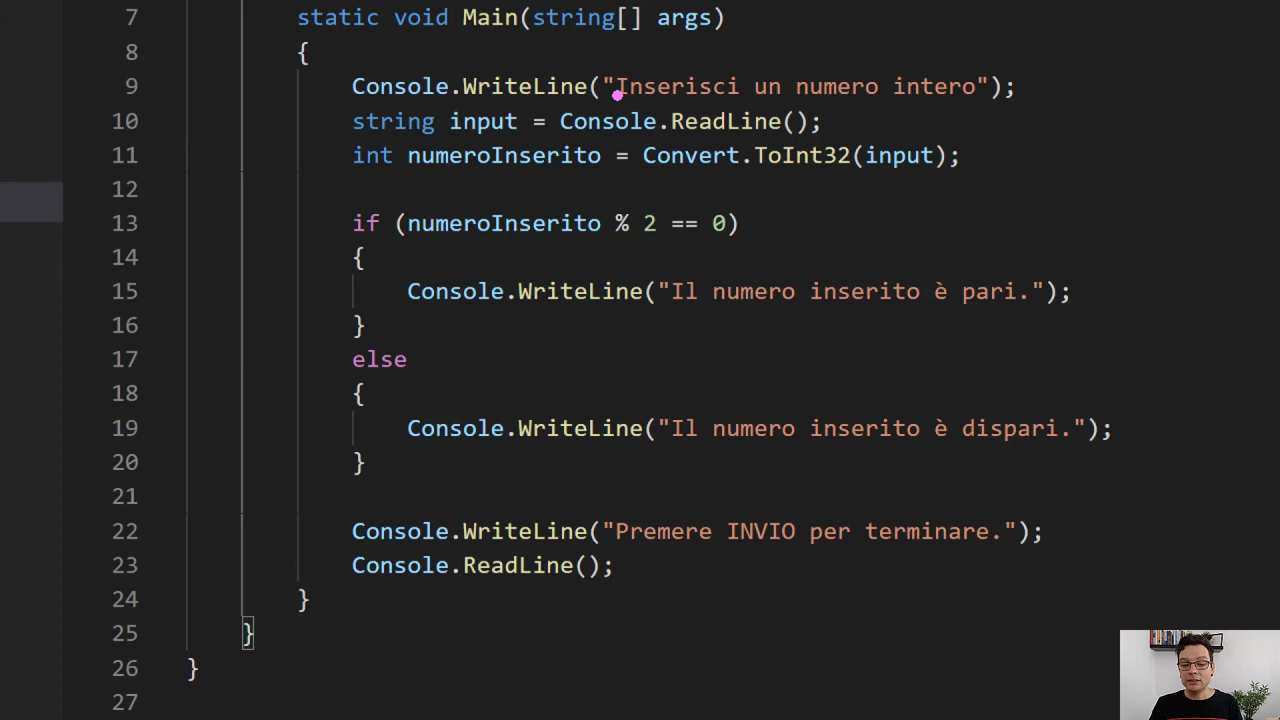 7 static void Main(string[] args)
8 {
9 Console.WriteLine("Inserisci un numero intero");
10 string input = Console.ReadLine();
11 int numeroInserito = Convert.ToInt32(input);
12
13 if (numeroInserito % 2 == 0)
14 {
15 Console.WriteLine("Il numero inserito è pari.");
16 }
17 else
18 {
19 Console.WriteLine("Il numero inserito è dispari.");
20 }
21
22 Console.WriteLine("Premere INVIO per terminare.");
23 Console.ReadLine();
24 }
25 }
26 }
27